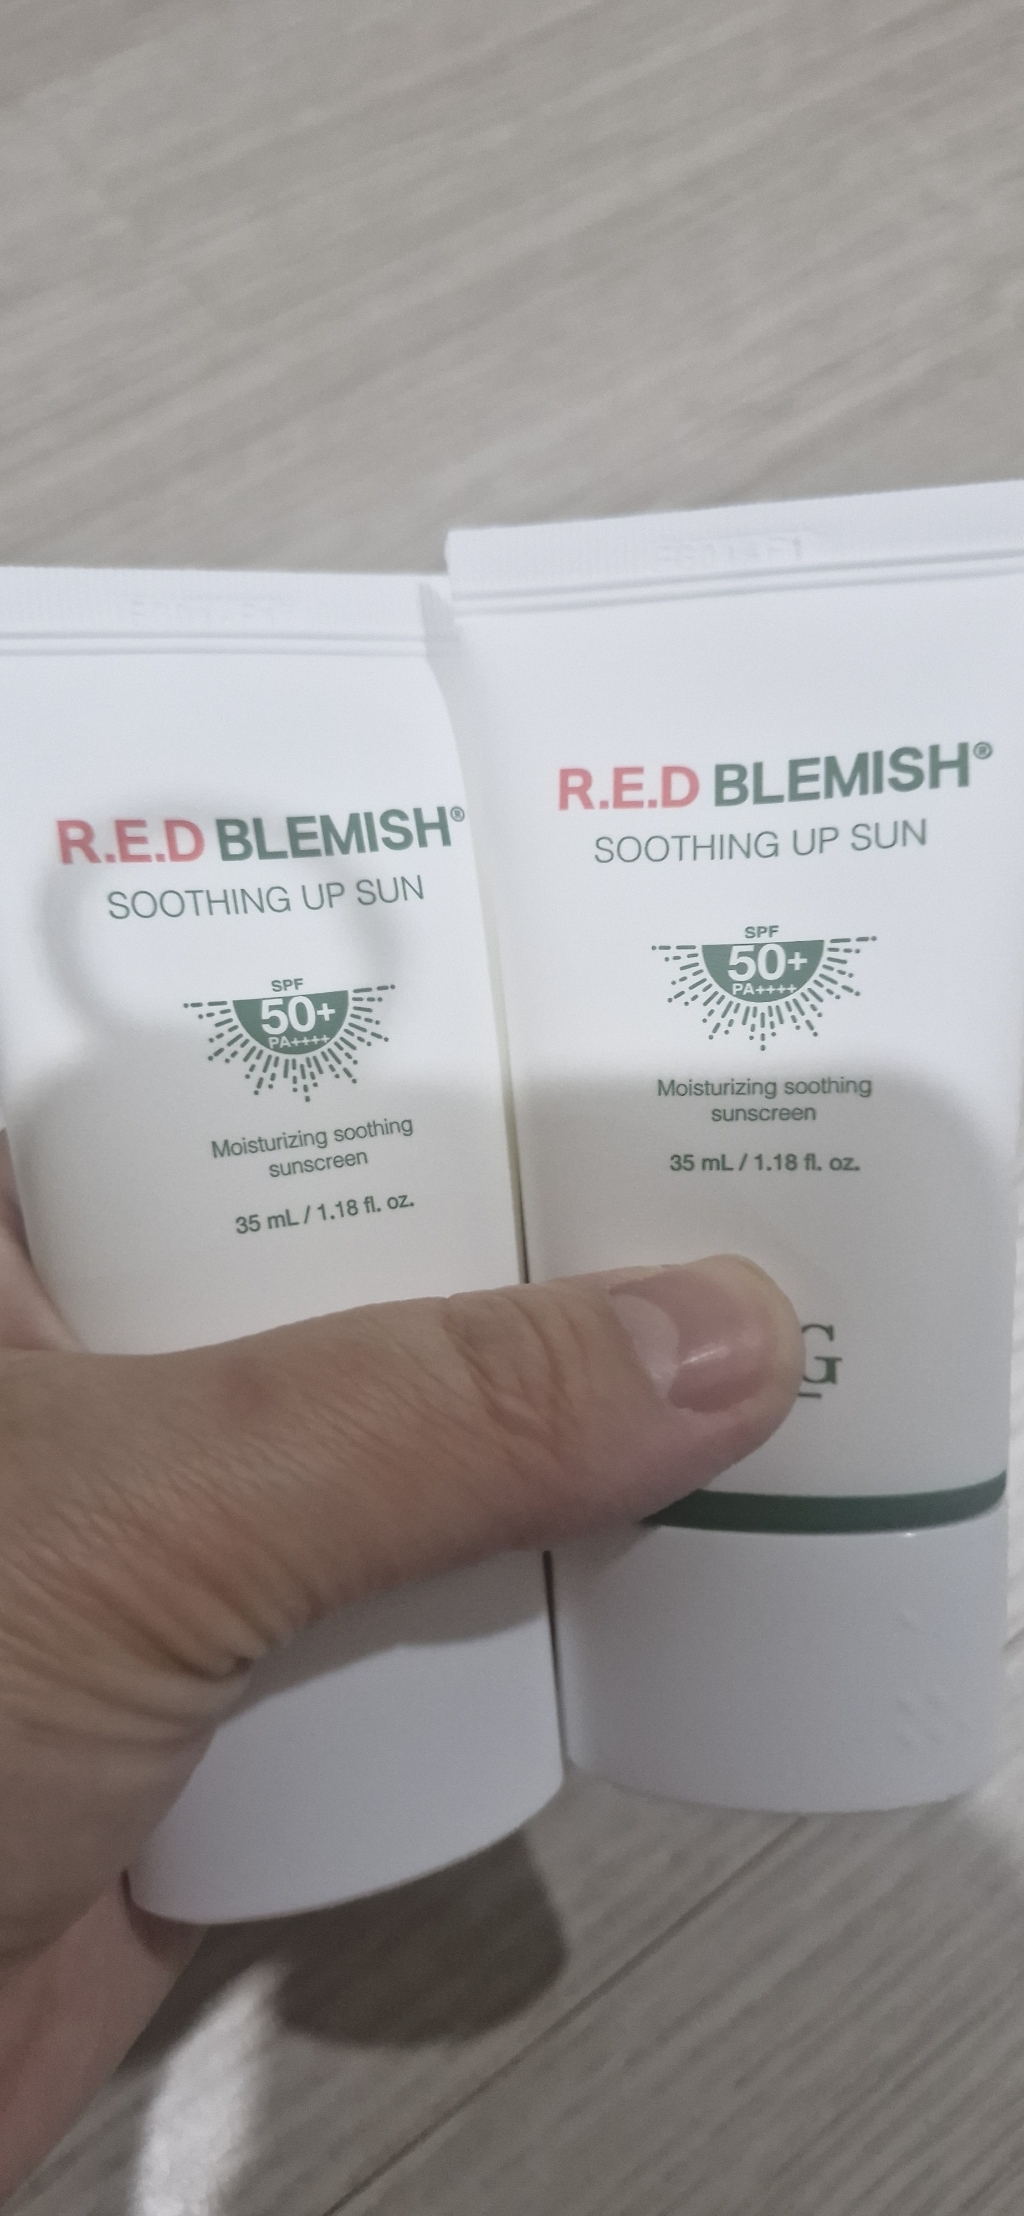 R.E.D BLEMISH®
SOOTHING UP SUN
SPF
50+
PA++++
Moisturizing soothing
sunscreen
35 mL / 1.18 fl. oz.
R.E.D BLEMISH®
SOOTHING UP SUN
SPF
50+
PA++++
Moisturizing soothing
sunscreen
35 mL / 1.18 fl. oz.
G